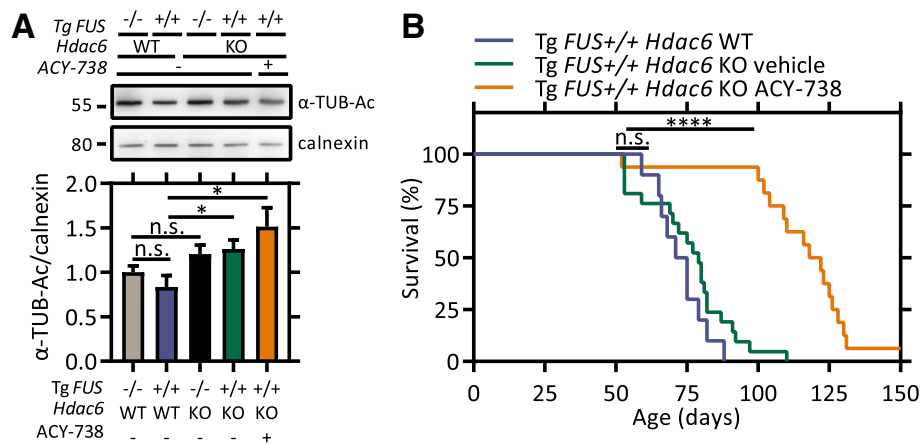 A
Tg FUS -/- +/+ -/- +/+ +/+
Hdac6 WT KO
ACY-738 - +
55 α-TUB-Ac
80 calnexin
α-TUB-Ac/calnexin
2.0
1.5
1.0
0.5
0.0
*
*
n.s.
n.s.
Tg FUS -/- +/+ -/- +/+ +/+
Hdac6 WT WT KO KO KO
ACY-738 - - - - +
B
Tg FUS+/+ Hdac6 WT
Tg FUS+/+ Hdac6 KO vehicle
Tg FUS+/+ Hdac6 KO ACY-738
****
n.s.
Survival (%)
100
75
50
25
0
0 25 50 75 100 125 150
Age (days)